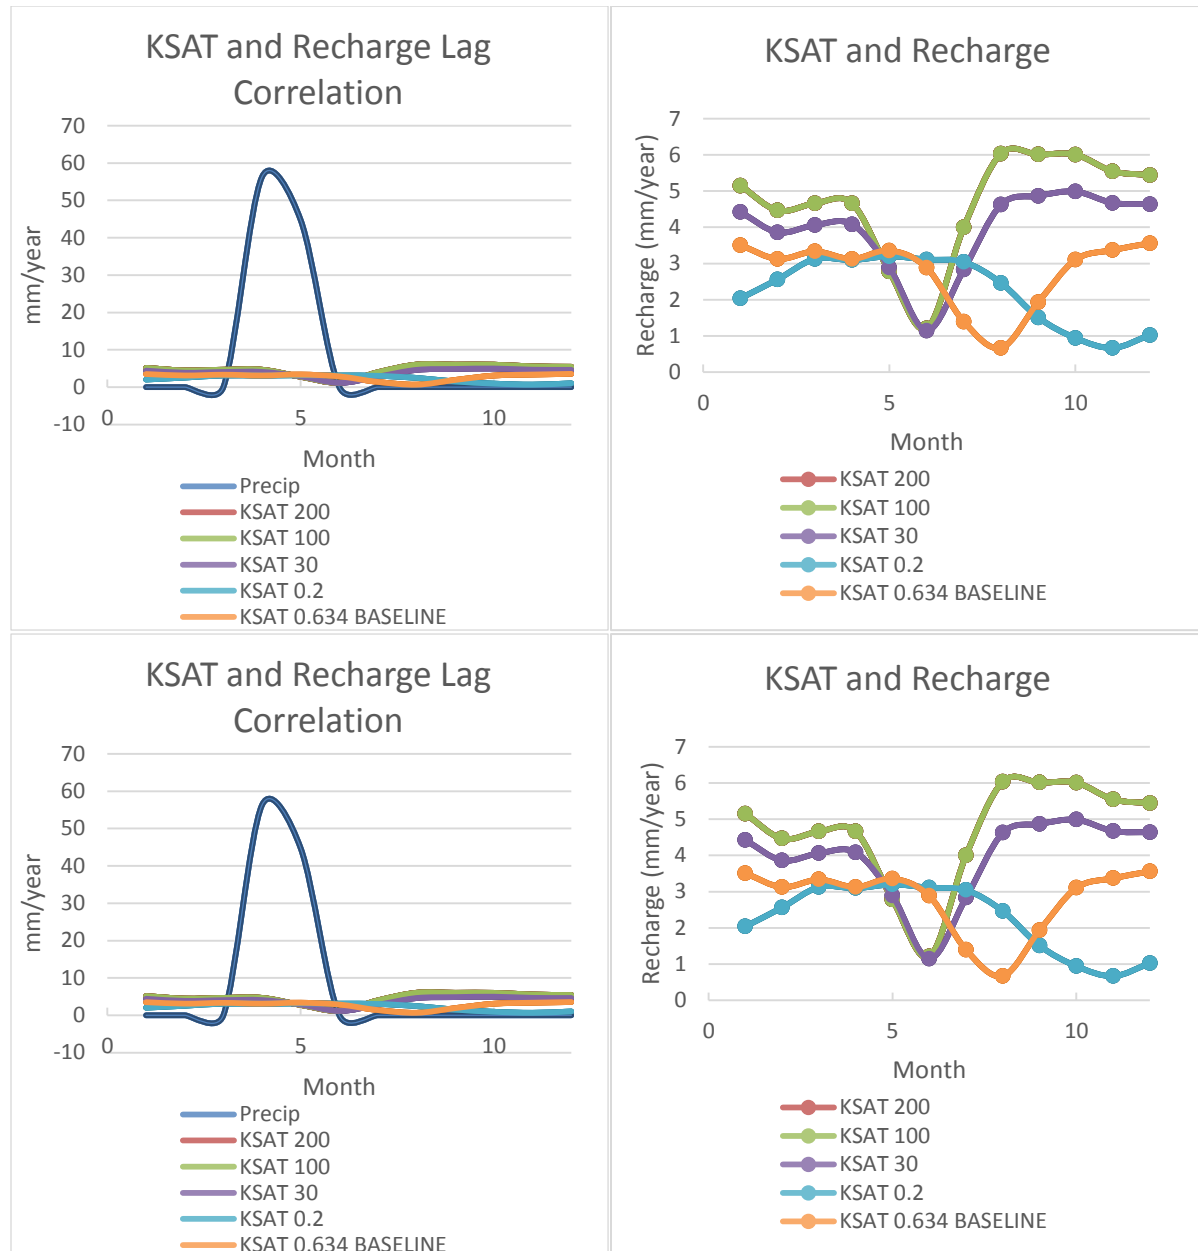 KSAT and Recharge Lag
Correlation
70
60
50
40
30
20
10
0
-10
mm/year
0
5
10
Month
Precip
KSAT 200
KSAT 100
KSAT 30
KSAT 0.2
KSAT 0.634 BASELINE
KSAT and Recharge
7
6
5
4
3
2
1
0
Recharge (mm/year)
0
5
10
Month
KSAT 200
KSAT 100
KSAT 30
KSAT 0.2
KSAT 0.634 BASELINE
KSAT and Recharge Lag
Correlation
70
60
50
40
30
20
10
0
-10
mm/year
0
5
10
Month
Precip
KSAT 200
KSAT 100
KSAT 30
KSAT 0.2
KSAT 0.634 BASELINE
KSAT and Recharge
7
6
5
4
3
2
1
0
Recharge (mm/year)
0
5
10
Month
KSAT 200
KSAT 100
KSAT 30
KSAT 0.2
KSAT 0.634 BASELINE